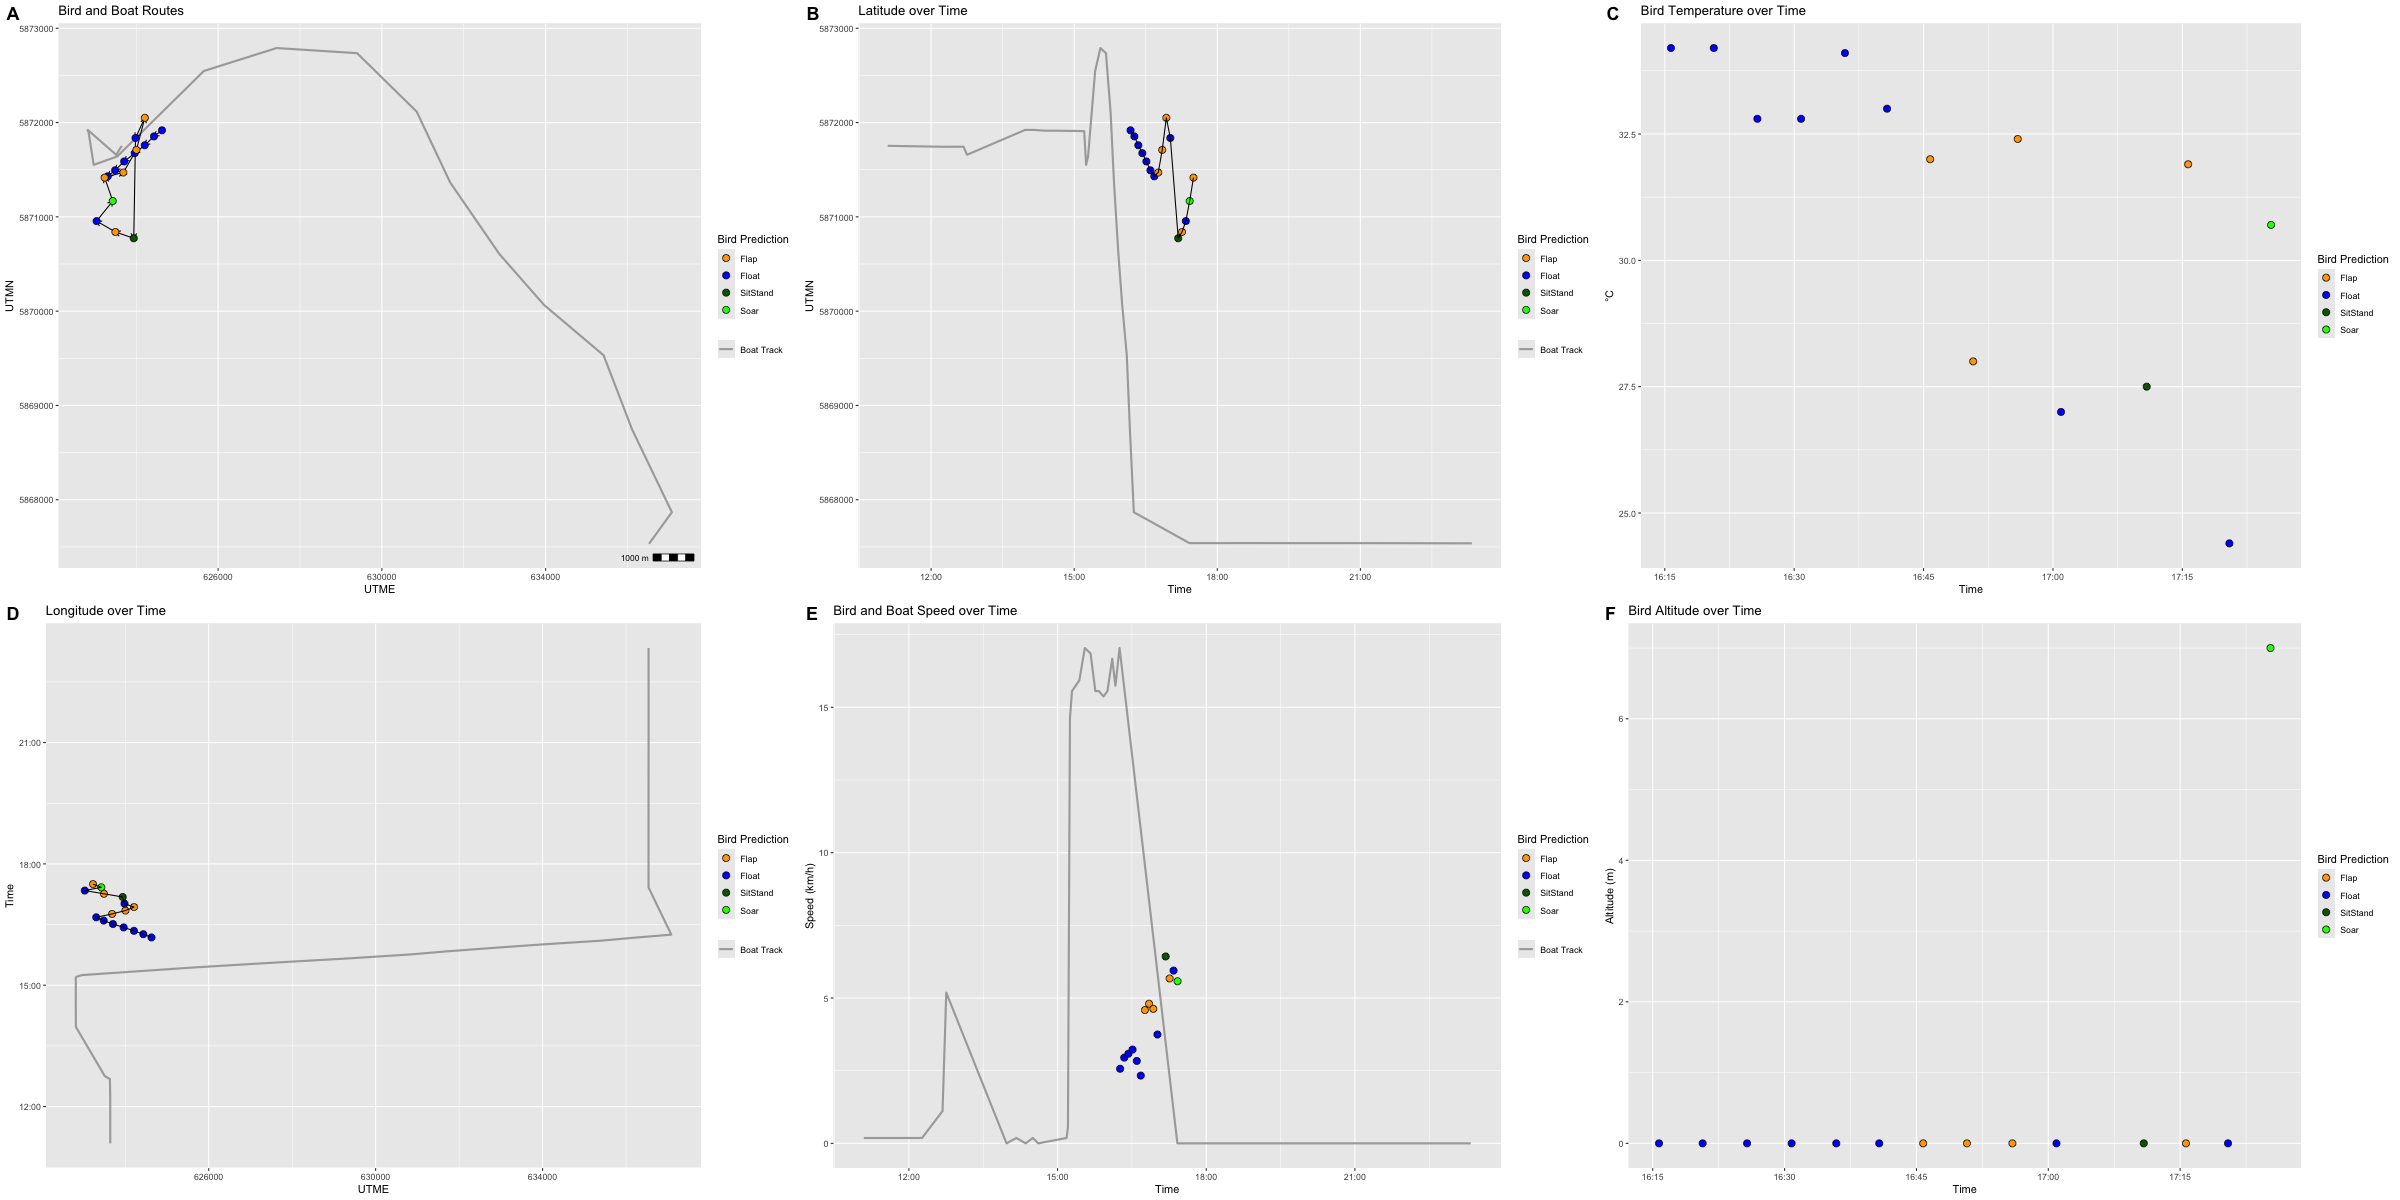 A Bird and Boat Routes
5873000
5872000
5871000
5870000
5869000
5868000
UTMN
626000 630000 634000
UTME
1000 m
Bird Prediction
Flap
Float
SitStand
Soar
Boat Track
B Latitude over Time
5873000
5872000
5871000
5870000
5869000
5868000
UTMN
12:00 15:00 18:00 21:00
Time
Bird Prediction
Flap
Float
SitStand
Soar
Boat Track
C Bird Temperature over Time
32.5
30.0
27.5
25.0
°C
16:15 16:30 16:45 17:00 17:15
Time
Bird Prediction
Flap
Float
SitStand
Soar
D Longitude over Time
21:00
18:00
15:00
12:00
Time
626000 630000 634000
UTME
Bird Prediction
Flap
Float
SitStand
Soar
Boat Track
E Bird and Boat Speed over Time
15
10
5
0
Speed (km/h)
12:00 15:00 18:00 21:00
Time
Bird Prediction
Flap
Float
SitStand
Soar
Boat Track
F Bird Altitude over Time
6
4
2
0
Altitude (m)
16:15 16:30 16:45 17:00 17:15
Time
Bird Prediction
Flap
Float
SitStand
Soar